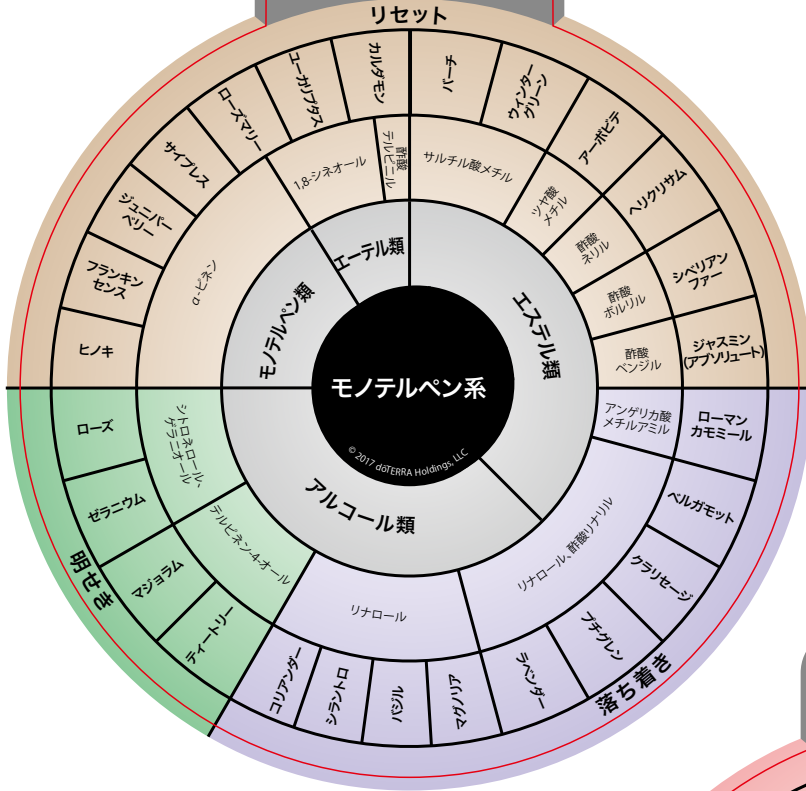 リセット
カルダモン
ユーカリプタス
ローズマリー
サイプレス
ジュニパー
ベリー
フランキン
センス
ヒノキ
バーチ
ウィンター
グリーン
アーボビテ
ヘリクリサム
シベリアン
ファー
ジャスミン
(アブソリュート)
α-ピネン
1,8-シネオール
酢酸
テルピニル
サルチル酸メチル
ツヤ酸
メチル
酢酸
ネリル
酢酸
ボルリル
酢酸
ベンジル
モノテルペン類
エーテル類
エステル類
モノテルペン系
© 2017 dōTERRA Holdings, LLC
アルコール類
アンゲリカ酸
メチルアミル
リナロール、酢酸リナリル
リナロール
テルピネン-4-オール
シトロネロール、
ゲラニオール
ローマン
カモミール
ベルガモット
クラリセージ
プチグレン
ラベンダー
マグノリア
バジル
シラントロ
コリアンダー
ティートリー
マジョラム
ゼラニウム
ローズ
明せき
落ち着き